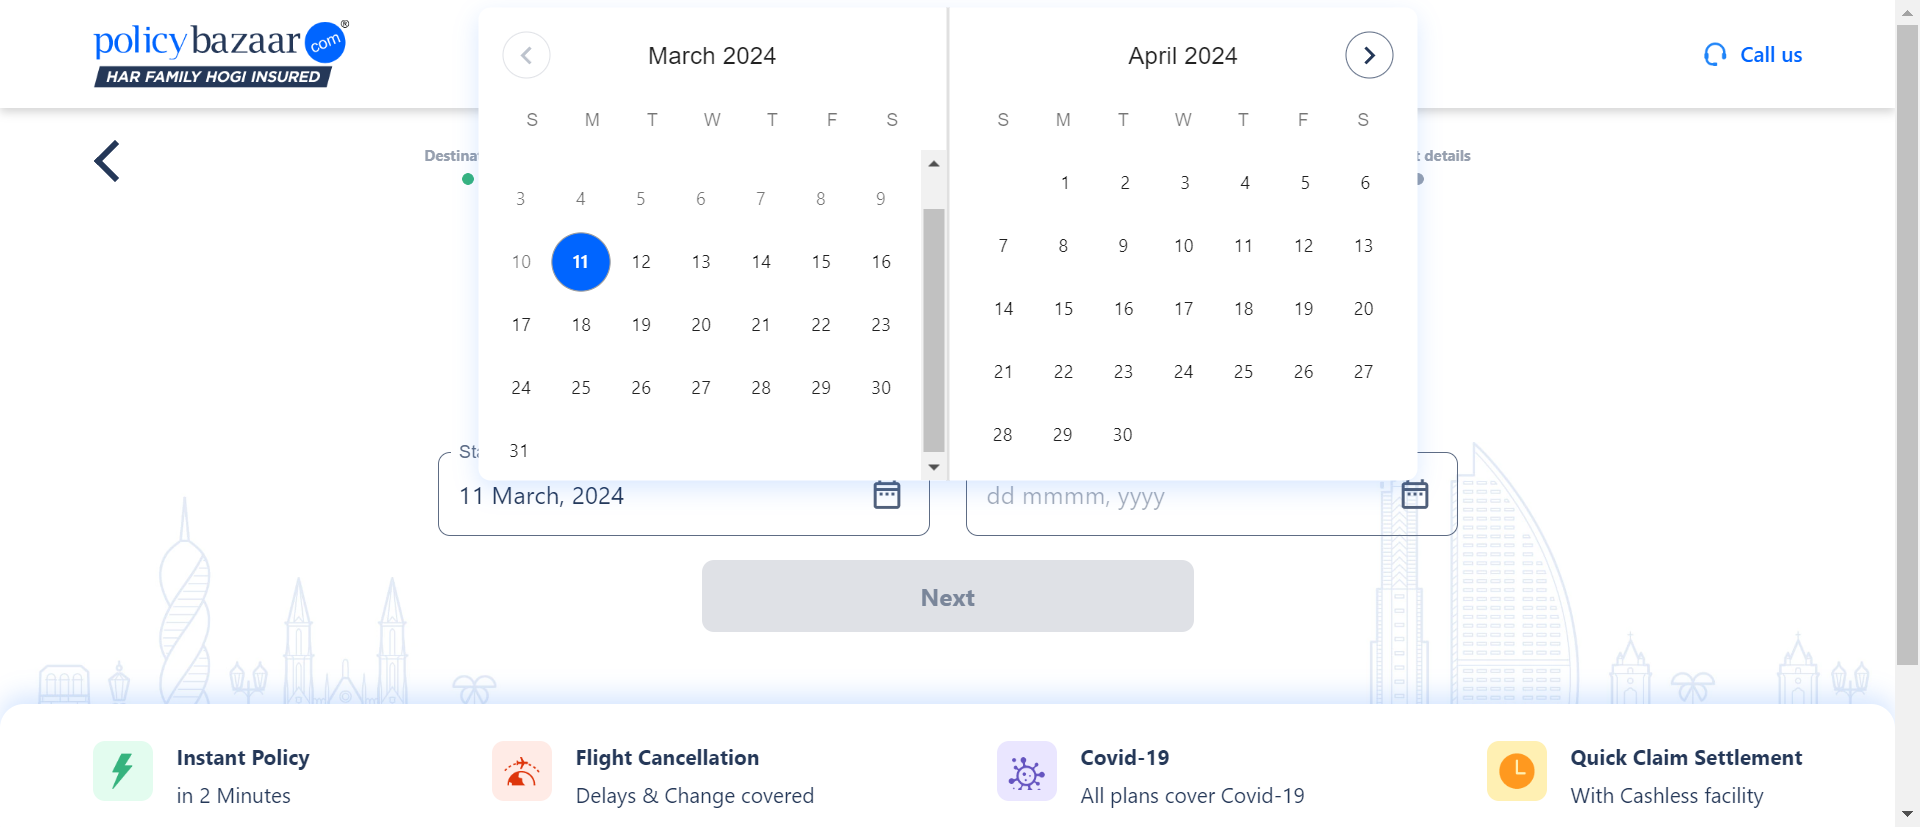 policybazaar com ®
HAR FAMILY HOGI INSURED
Call us
March 2024
S M T W T F S
3 4 5 6 7 8 9
10 11 12 13 14 15 16
17 18 19 20 21 22 23
24 25 26 27 28 29 30
31
April 2024
S M T W T F S
1 2 3 4 5 6
7 8 9 10 11 12 13
14 15 16 17 18 19 20
21 22 23 24 25 26 27
28 29 30
Destina
t details
Sta
11 March, 2024
dd mmmm, yyyy
Next
Instant Policy
in 2 Minutes
Flight Cancellation
Delays & Change covered
Covid-19
All plans cover Covid-19
Quick Claim Settlement
With Cashless facility